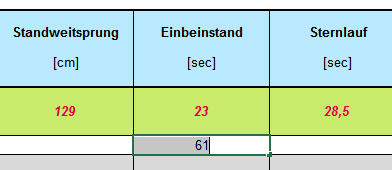 Standweitsprung Einbeinstand Sternlauf
[cm] [sec] [sec]
129 23 28,5
61